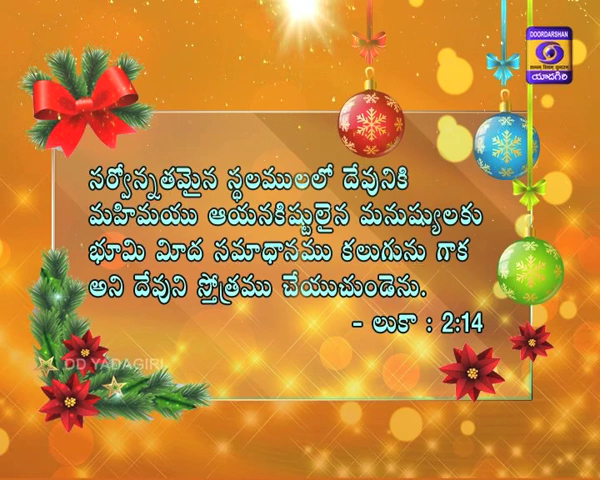 DOORDARSHAN
యాదగిరి
సర్వోన్నతమైన స్థలములలో దేవునికి
మహిమయు ఆయనకిష్టులైన మనుష్యులకు
భూమి మీద సమాధానము కలుగును గాక
అని దేవుని స్తోత్రము చేయుచుండెను.
- లుకా : 2:14
DD YADAGIRI